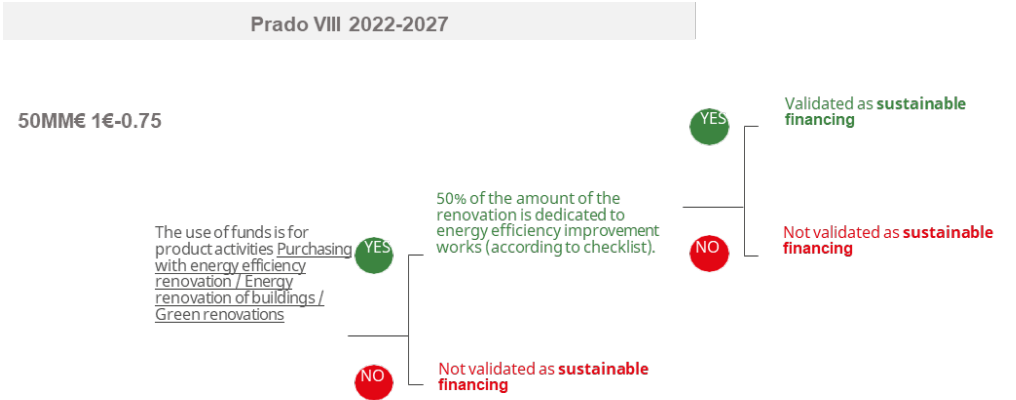 Prado VIII 2022-2027
50MM€ 1€-0.75
The use of funds is for
product activities Purchasing
with energy efficiency
renovation / Energy
renovation of buildings /
Green renovations
YES
NO
50% of the amount of the
renovation is dedicated to
energy efficiency improvement
works (according to checklist).
Not validated as sustainable
financing
YES
NO
Validated as sustainable
financing
Not validated as sustainable
financing